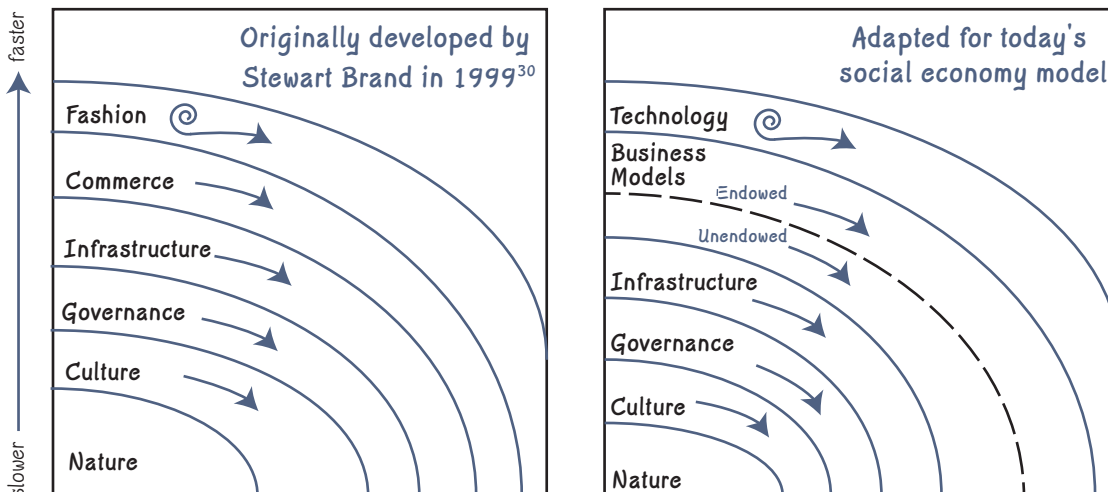 faster
slower
Originally developed by
Stewart Brand in 1999³⁰
Fashion
Commerce
Infrastructure
Governance
Culture
Nature
Adapted for today's
social economy model
Technology
Business
Models
Endowed
Unendowed
Infrastructure
Governance
Culture
Nature